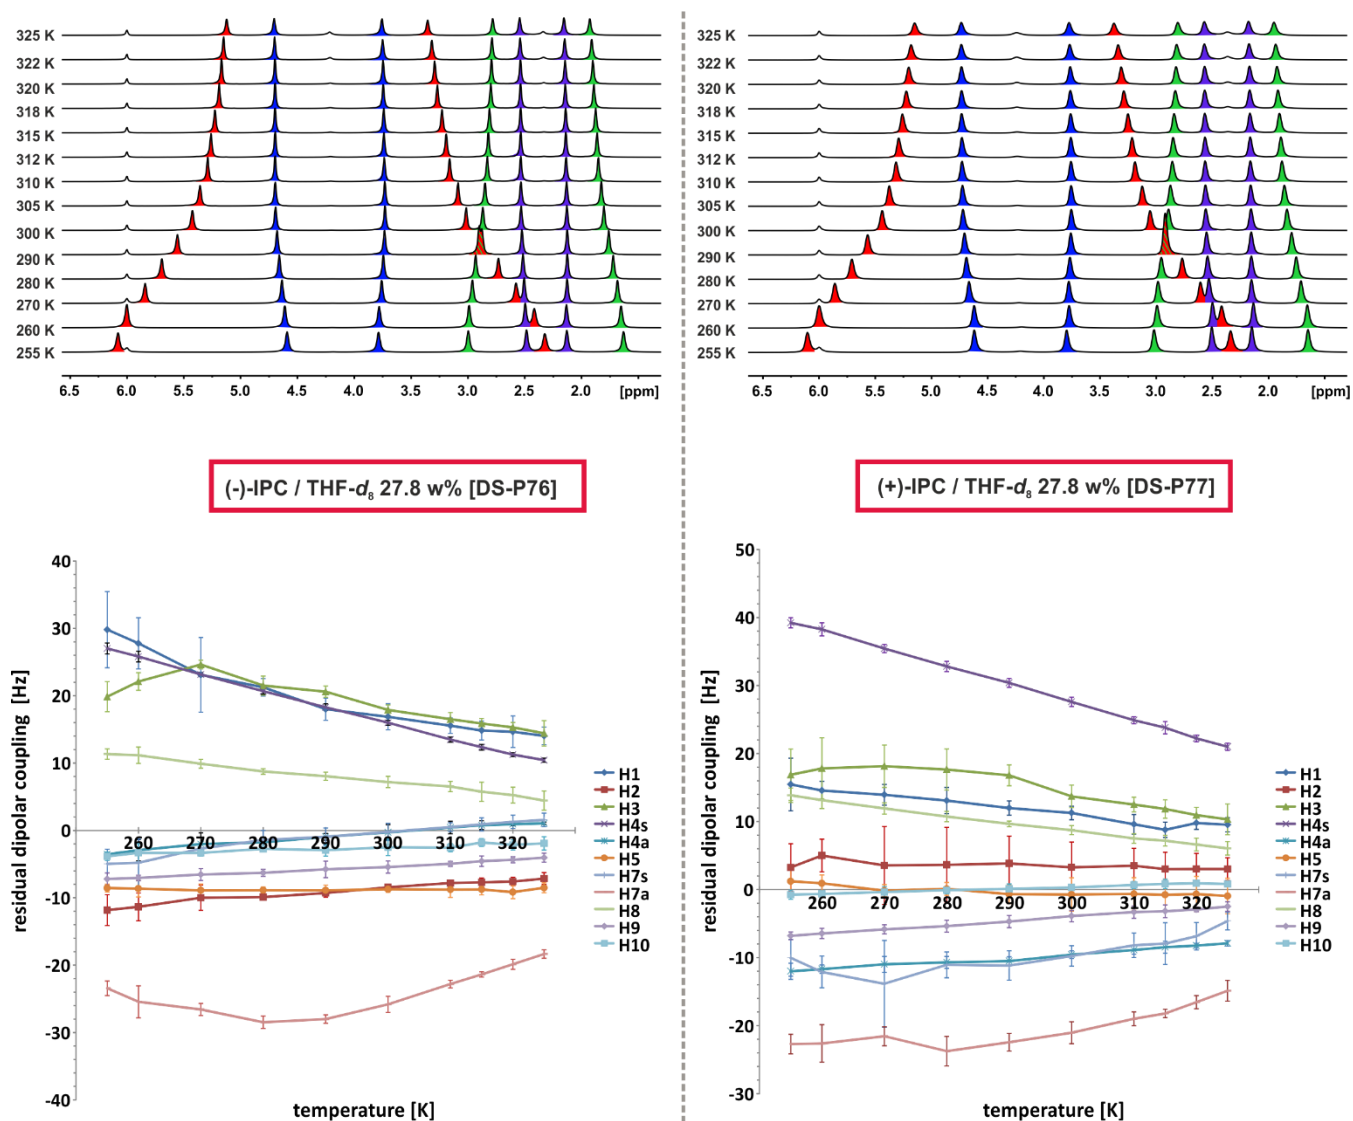 325 K
322 K
320 K
318 K
315 K
312 K
310 K
305 K
300 K
290 K
280 K
270 K
260 K
255 K
6.5 6.0 5.5 5.0 4.5 4.0 3.5 3.0 2.5 2.0 [ppm]
325 K
322 K
320 K
318 K
315 K
312 K
310 K
305 K
300 K
290 K
280 K
270 K
260 K
255 K
6.5 6.0 5.5 5.0 4.5 4.0 3.5 3.0 2.5 2.0 [ppm]
(-)-IPC / THF-d8 27.8 w% [DS-P76]
(+)-IPC / THF-d8 27.8 w% [DS-P77]
residual dipolar coupling [Hz]
40
30
20
10
0
-10
-20
-30
-40
260 270 280 290 300 310 320
temperature [K]
H1
H2
H3
H4s
H4a
H5
H7s
H7a
H8
H9
H10
residual dipolar coupling [Hz]
50
40
30
20
10
0
-10
-20
-30
260 270 280 290 300 310 320
temperature [K]
H1
H2
H3
H4s
H4a
H5
H7s
H7a
H8
H9
H10